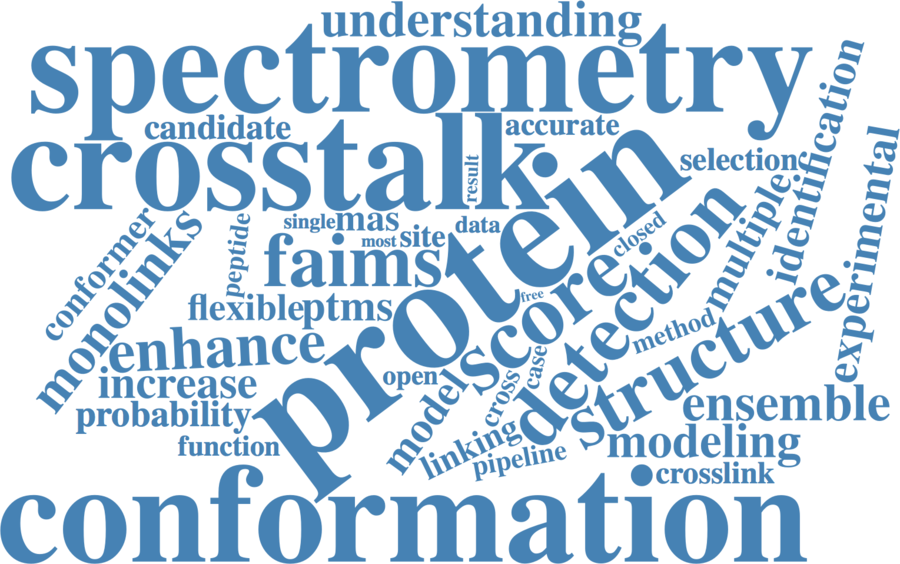 understanding
spectrometry
candidate
accurate
crosstalk
result
selection
identification
experimental
multiple
protein
conformer
monolinks
peptide
single
mas
most
site
data
closed
faims
flexible
ptms
free
score
detection
method
structure
enhance
increase
probability
function
open
model
cross
case
linking
pipeline
ensemble
modeling
crosslink
conformation